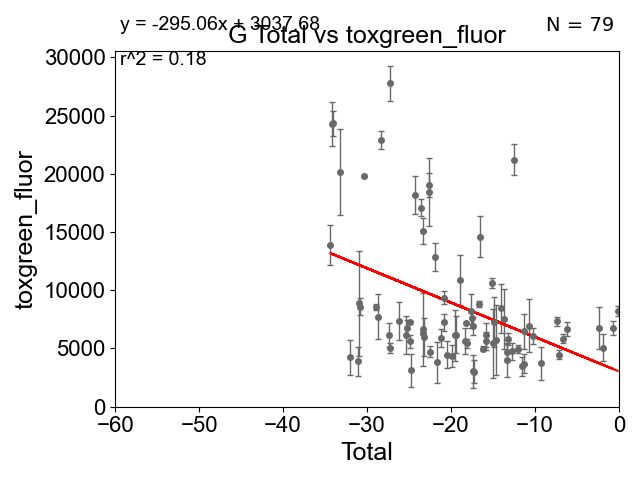 y = -295.06x + 3037.68
G Total vs toxgreen_fluor
N = 79
r^2 = 0.18
30000
25000
20000
15000
10000
5000
0
toxgreen_fluor
−60
−50
−40
−30
−20
−10
0
Total